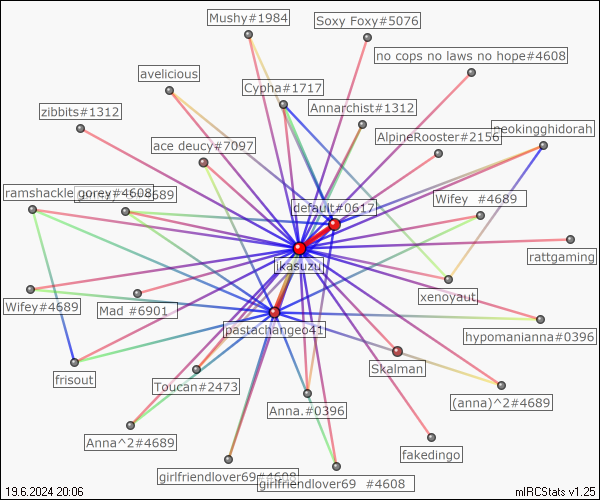 Mushy#1984
Soxy Foxy#5076
no cops no laws no hope#4608
avelicious
Cypha#1717
Annarchist#1312
zibbits#1312
ace deucy#7097
AlpineRooster#2156
neokingghidorah
ramshackle gorey#4608
default#0617
Wifey #4689
ikasuzu
rattgaming
xenoyaut
Wifey#4689
Mad #6901
pastachangeo41
hypomanianna#0396
frisout
Toucan#2473
Skalman
Anna.#0396
(anna)^2#4689
Anna^2#4689
fakedingo
girlfriendlover69#4608
girlfriendlover69 #4608
19.6.2024 20:06
mIRCStats v1.25